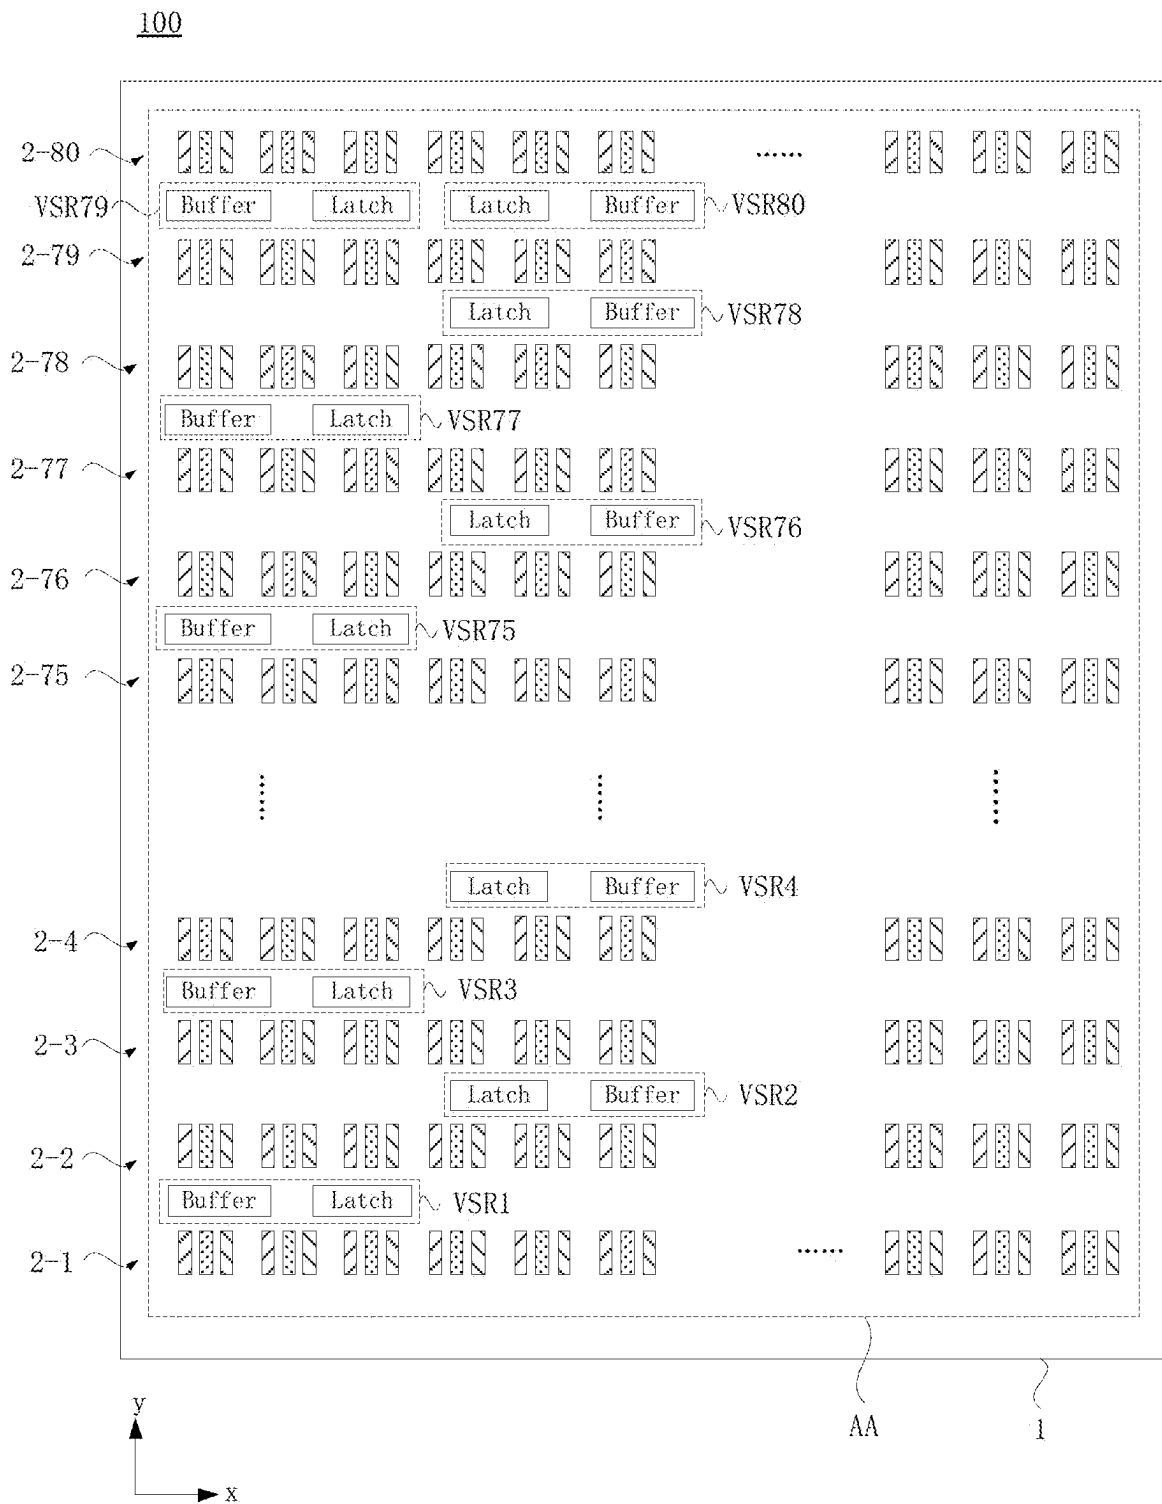 100
2-80
VSR79 Buffer Latch Latch Buffer VSR80
2-79
Latch Buffer VSR78
2-78
Buffer Latch VSR77
2-77
Latch Buffer VSR76
2-76
Buffer Latch VSR75
2-75
Latch Buffer VSR4
2-4
Buffer Latch VSR3
2-3
Latch Buffer VSR2
2-2
Buffer Latch VSR1
2-1
y
AA
1
x